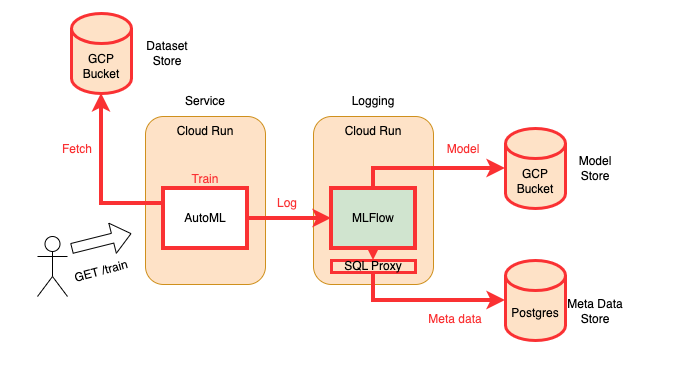 GCP
Bucket
Dataset
Store
Service
Logging
Cloud Run
Cloud Run
Fetch
Train
Model
Model
Store
GCP
Bucket
AutoML
Log
MLFlow
GET /train
SQL Proxy
Meta data
Postgres
Meta Data
Store